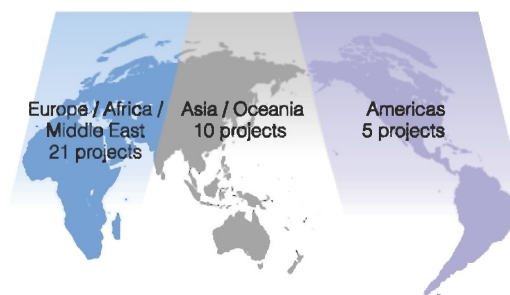 Europe / Africa /
Middle East
21 projects
Asia / Oceania
10 projects
Americas
5 projects